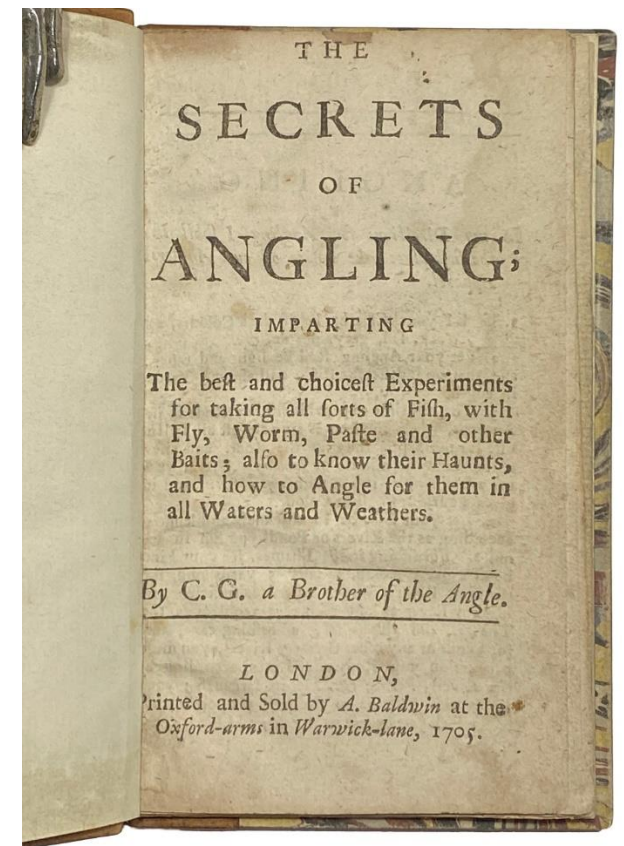 THE
SECRETS
OF
ANGLING;
IMPARTING
The beſt and choiceſt Experiments
for taking all ſorts of Fiſh, with
Fly, Worm, Paſte and other
Baits; alſo to know their Haunts,
and how to Angle for them in
all Waters and Weathers.
By C. G. a Brother of the Angle.
LONDON,
Printed and Sold by A. Baldwin at the
Oxford-arms in Warwick-lane, 1705.